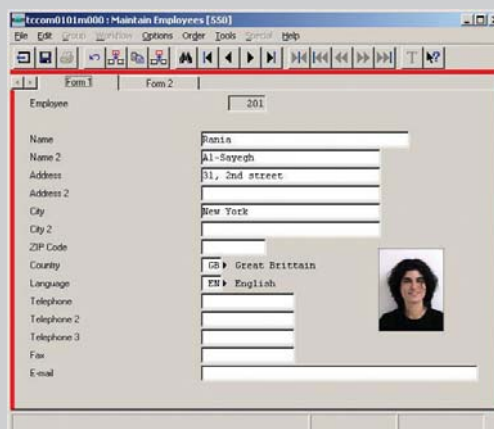 tccom0101m000 : Maintain Employees [550]
File Edit Group Workflow Options Order Tools Special Help
Form 1 Form 2
Employee 201
Name Rania
Name 2 Al-Sayegh
Address 31, 2nd street
Address 2
City New York
City 2
ZIP Code
Country GB Great Brittain
Language EN English
Telephone
Telephone 2
Telephone 3
Fax
E-mail